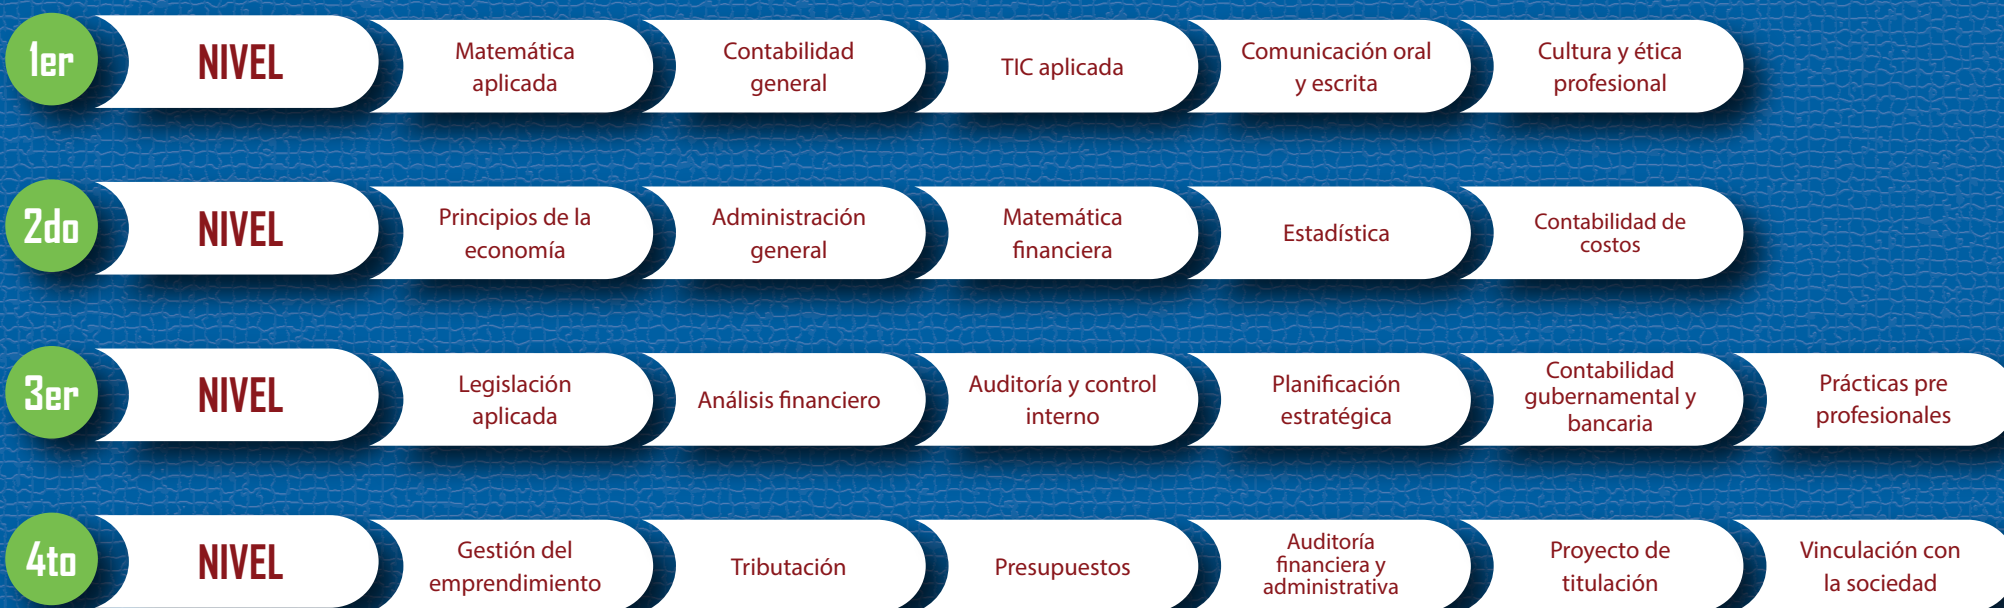 1er
NIVEL
Matemática
aplicada
Contabilidad
general
TIC aplicada
Comunicación oral
y escrita
Cultura y ética
profesional
2do
NIVEL
Principios de la
economía
Administración
general
Matemática
financiera
Estadística
Contabilidad de
costos
3er
NIVEL
Legislación
aplicada
Análisis financiero
Auditoría y control
interno
Planificación
estratégica
Contabilidad
gubernamental y
bancaria
Prácticas pre
profesionales
4to
NIVEL
Gestión del
emprendimiento
Tributación
Presupuestos
Auditoría
financiera y
administrativa
Proyecto de
titulación
Vinculación con
la sociedad